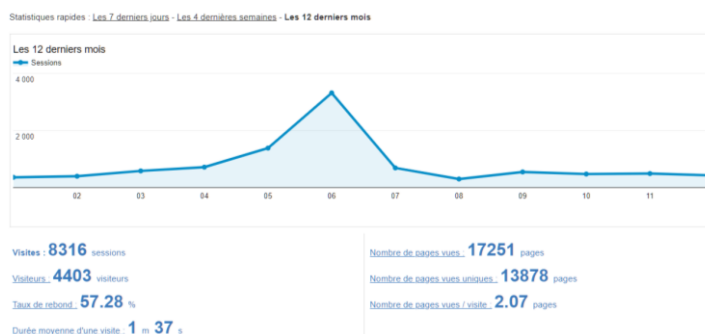 Statistiques rapides : Les 7 derniers jours - Les 4 dernières semaines - Les 12 derniers mois
Les 12 derniers mois
Sessions
4 000
2 000
02 03 04 05 06 07 08 09 10 11
Visites : 8316 sessions
Visiteurs : 4403 visiteurs
Taux de rebond : 57.28 %
Durée moyenne d'une visite : 1 m 37 s
Nombre de pages vues : 17251 pages
Nombre de pages vues uniques : 13878 pages
Nombre de pages vues / visite : 2.07 pages